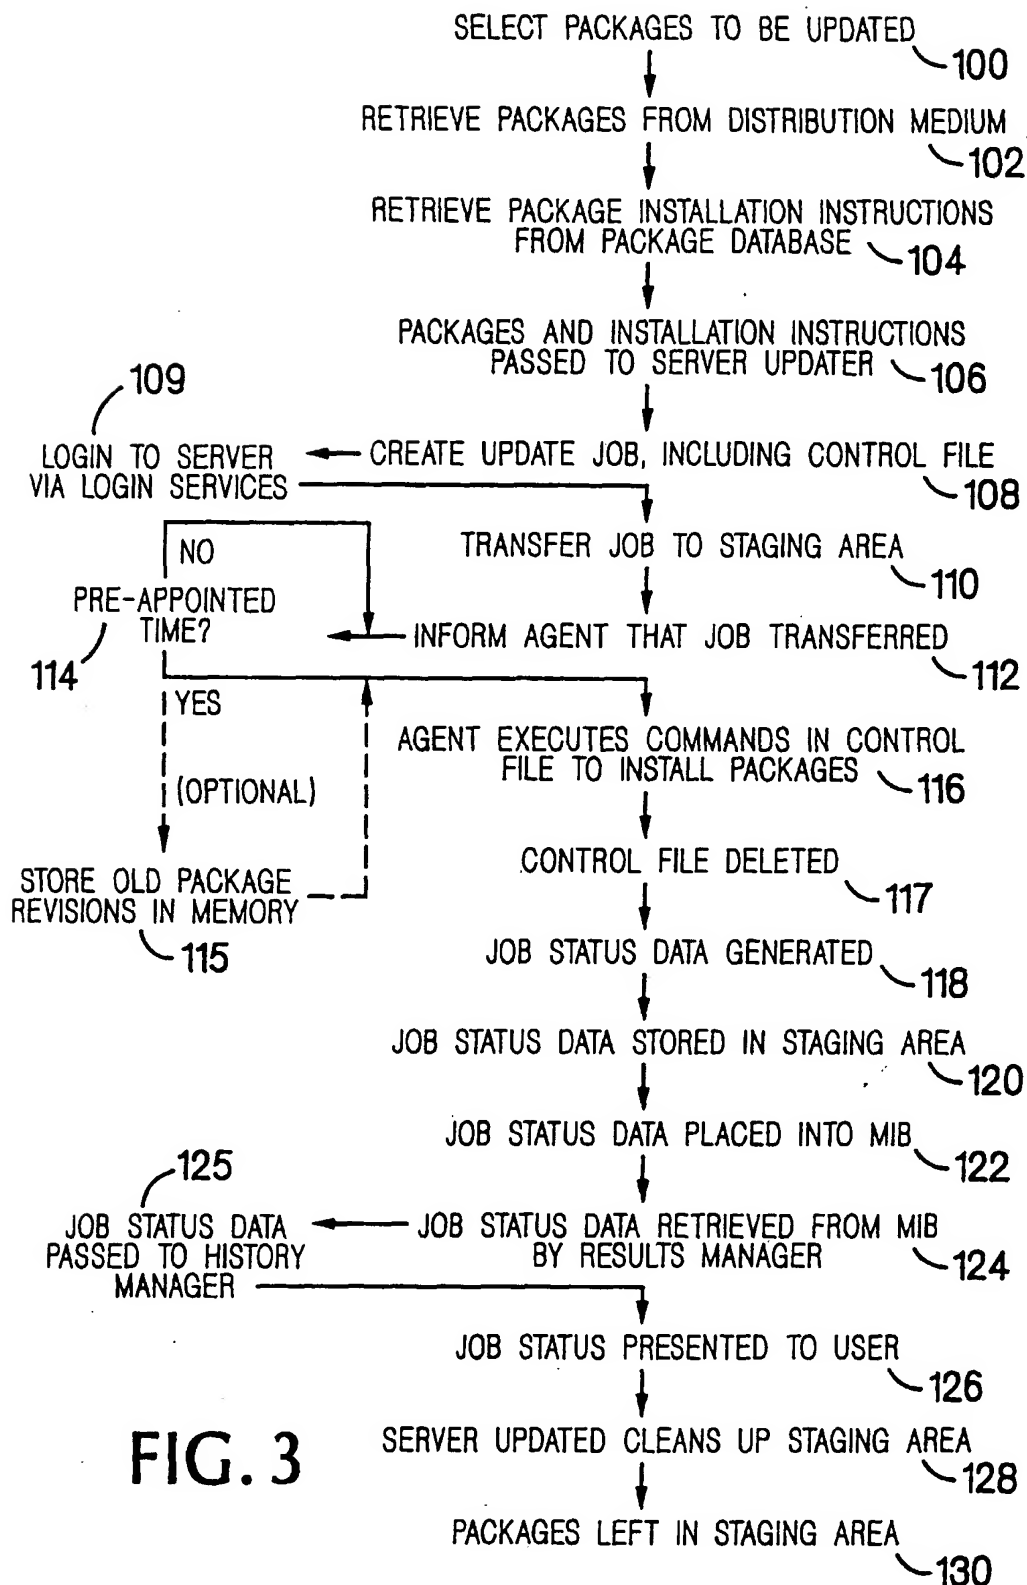 SELECT PACKAGES TO BE UPDATED
100
RETRIEVE PACKAGES FROM DISTRIBUTION MEDIUM
102
RETRIEVE PACKAGE INSTALLATION INSTRUCTIONS
FROM PACKAGE DATABASE
104
PACKAGES AND INSTALLATION INSTRUCTIONS
PASSED TO SERVER UPDATER
106
109
LOGIN TO SERVER
VIA LOGIN SERVICES
CREATE UPDATE JOB, INCLUDING CONTROL FILE
108
TRANSFER JOB TO STAGING AREA
110
NO
PRE-APPOINTED
TIME?
114
INFORM AGENT THAT JOB TRANSFERRED
112
YES
(OPTIONAL)
AGENT EXECUTES COMMANDS IN CONTROL
FILE TO INSTALL PACKAGES
116
STORE OLD PACKAGE
REVISIONS IN MEMORY
115
CONTROL FILE DELETED
117
JOB STATUS DATA GENERATED
118
JOB STATUS DATA STORED IN STAGING AREA
120
JOB STATUS DATA PLACED INTO MIB
122
125
JOB STATUS DATA
PASSED TO HISTORY
MANAGER
JOB STATUS DATA RETRIEVED FROM MIB
BY RESULTS MANAGER
124
JOB STATUS PRESENTED TO USER
126
SERVER UPDATED CLEANS UP STAGING AREA
128
PACKAGES LEFT IN STAGING AREA
130
FIG. 3